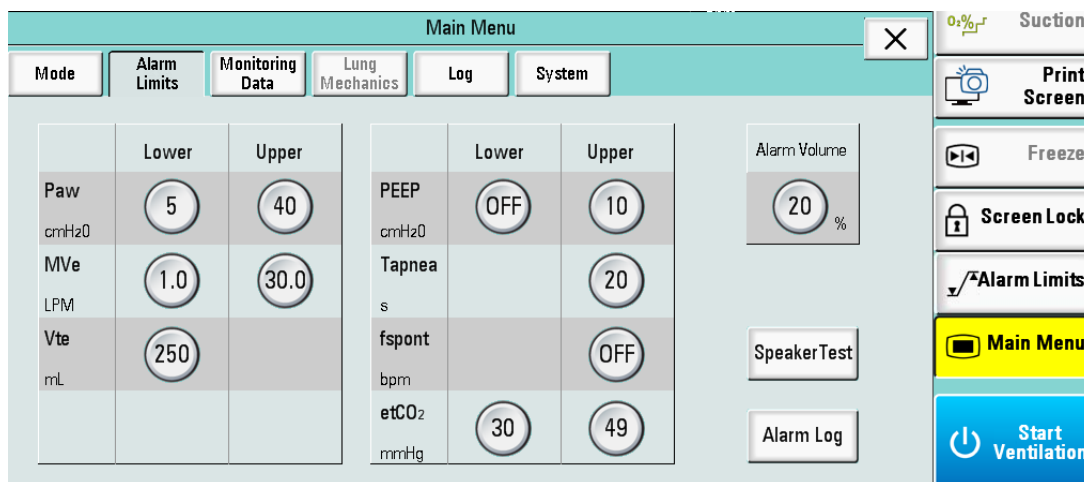 Main Menu
Mode
Alarm
Limits
Monitoring
Data
Lung
Mechanics
Log
System
Lower Upper
Paw
cmH20
5 40
MVe
LPM
1.0 30.0
Vte
mL
250
Lower Upper
PEEP
cmH20
OFF 10
Tapnea
s
20
fspont
bpm
OFF
etCO₂
mmHg
30 49
Alarm Volume
20 %
SpeakerTest
Alarm Log
O₂% Suction
Print
Screen
Freeze
Screen Lock
Alarm Limits
Main Menu
Start
Ventilation